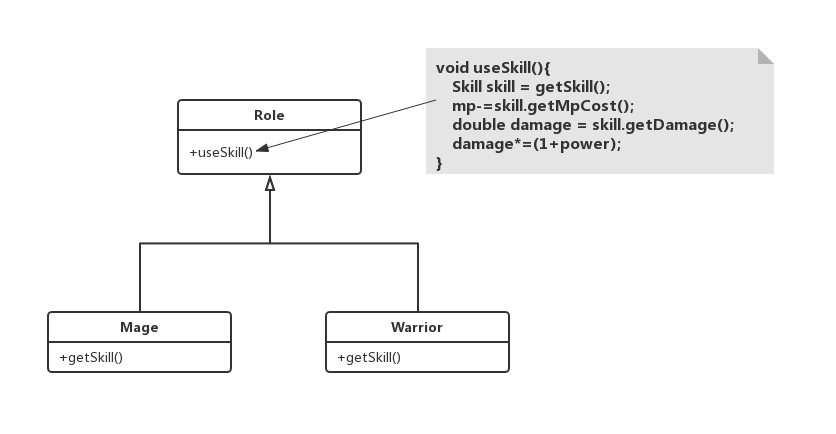 void useSkill(){
Skill skill = getSkill();
mp-=skill.getMpCost();
double damage = skill.getDamage();
damage*=(1+power);
}
Role
+useSkill()
Mage
+getSkill()
Warrior
+getSkill()